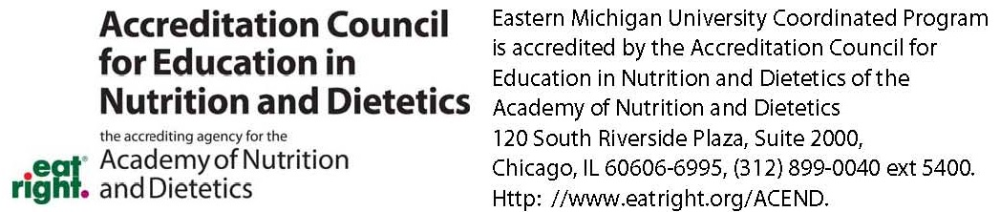 Accreditation Council
for Education in
Nutrition and Dietetics
the accrediting agency for the
eat® right. Academy of Nutrition
and Dietetics
Eastern Michigan University Coordinated Program
is accredited by the Accreditation Council for
Education in Nutrition and Dietetics of the
Academy of Nutrition and Dietetics
120 South Riverside Plaza, Suite 2000,
Chicago, IL 60606-6995, (312) 899-0040 ext 5400.
Http: //www.eatright.org/ACEND.